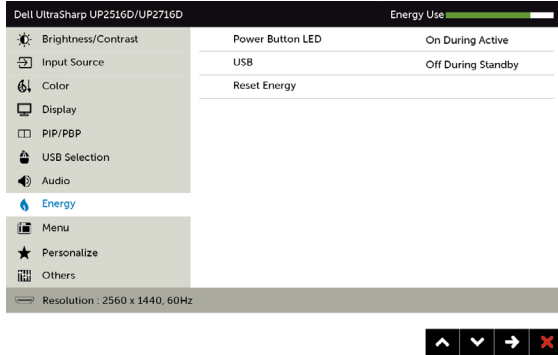 Dell UltraSharp UP2516D/UP2716D Energy Use
Brightness/Contrast Power Button LED On During Active
Input Source USB Off During Standby
Color Reset Energy
Display
PIP/PBP
USB Selection
Audio
Energy
Menu
Personalize
Others
Resolution : 2560 x 1440, 60Hz